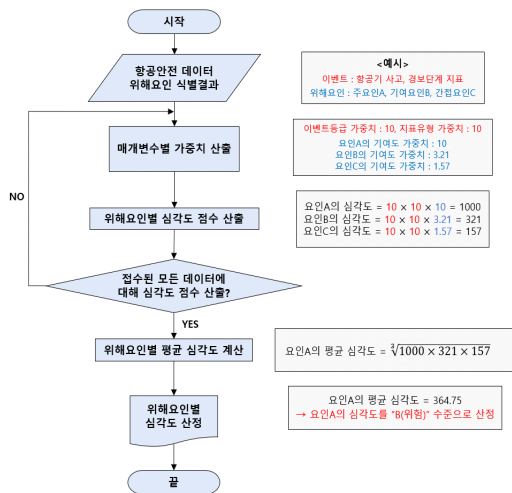 시작
항공안전 데이터
위해요인 식별결과
<예시>
이벤트 : 항공기 사고, 경보단계 지표
위해요인 : 주요인A, 기여요인B, 간접요인C
매개변수별 가중치 산출
이벤트등급 가중치 : 10, 지표유형 가중치 : 10
요인A의 기여도 가중치 : 10
요인B의 기여도 가중치 : 3.21
요인C의 기여도 가중치 : 1.57
NO
위해요인별 심각도 점수 산출
요인A의 심각도 = 10 × 10 × 10 = 1000
요인B의 심각도 = 10 × 10 × 3.21 = 321
요인C의 심각도 = 10 × 10 × 1.57 = 157
접수된 모든 데이터에
대해 심각도 점수 산출?
YES
위해요인별 평균 심각도 계산
요인A의 평균 심각도 = ∛1000 × 321 × 157
위해요인별
심각도 산정
요인A의 평균 심각도 = 364.75
→ 요인A의 심각도를 "B(위험)" 수준으로 산정
끝